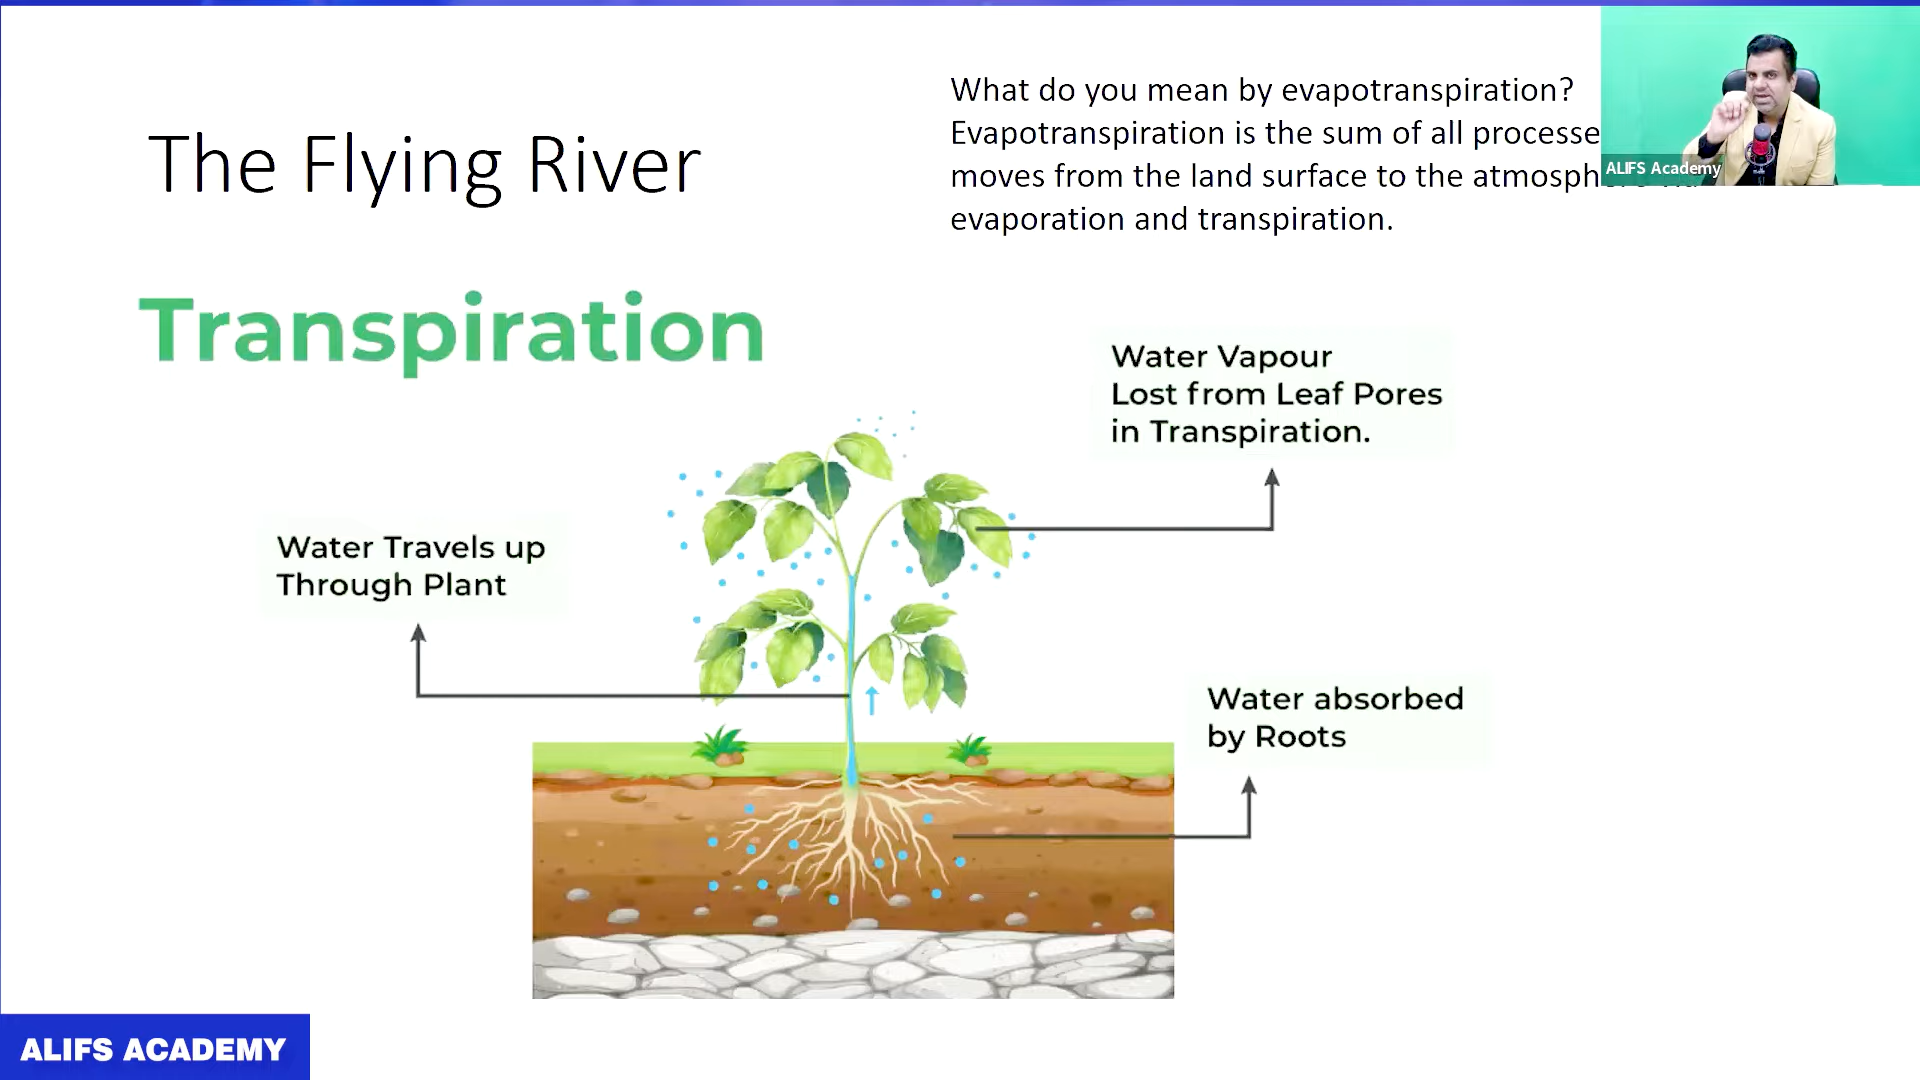 The Flying River
What do you mean by evapotranspiration?
Evapotranspiration is the sum of all processe
moves from the land surface to the atmosph
evaporation and transpiration.
ALIFS Academy
Transpiration
Water Vapour
Lost from Leaf Pores
in Transpiration.
Water Travels up
Through Plant
Water absorbed
by Roots
ALIFS ACADEMY